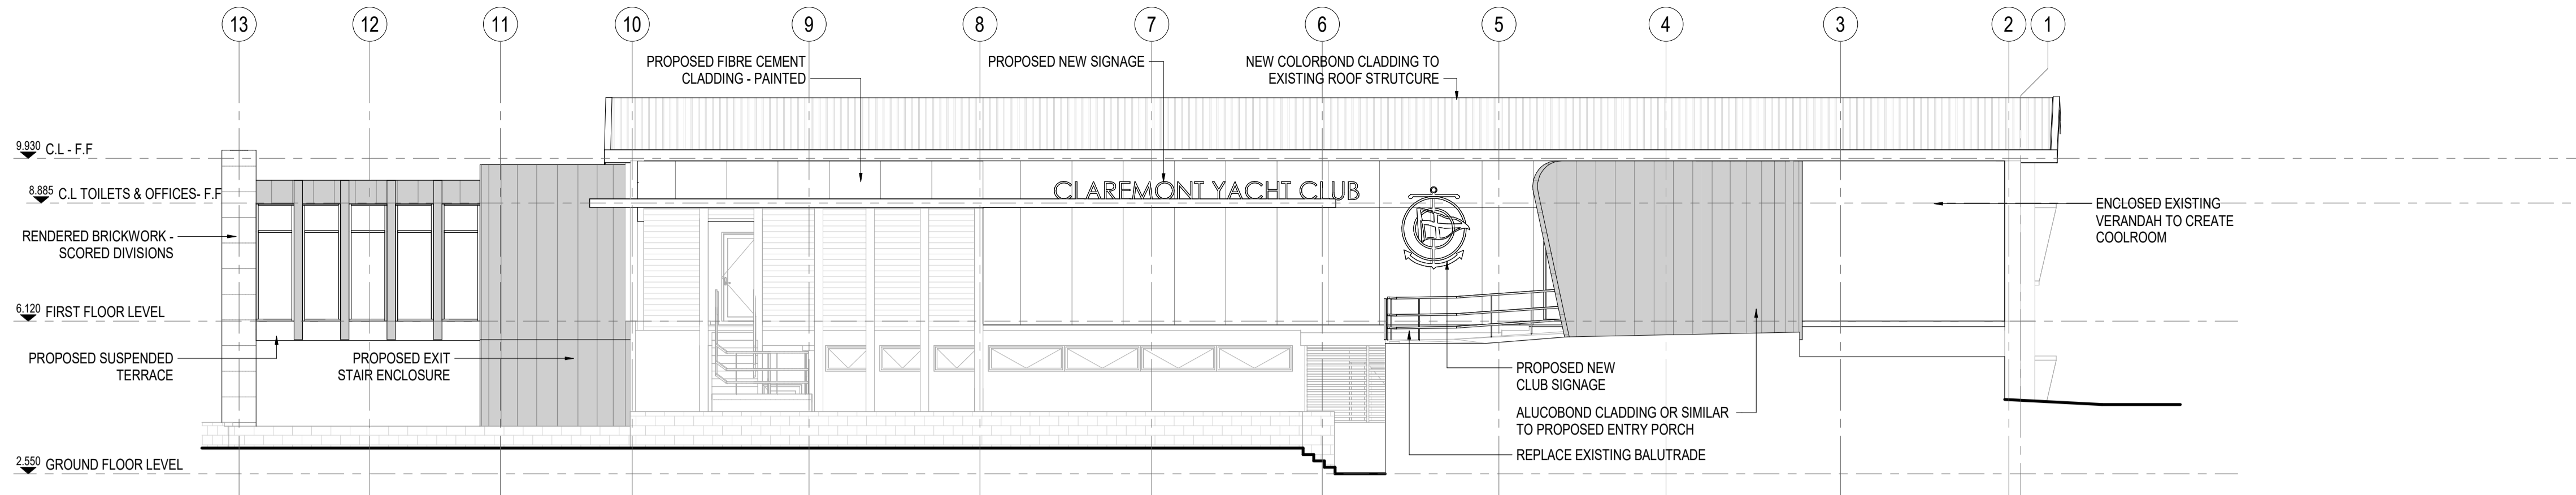 13
12
11
10
9
8
7
6
5
4
3
2
1
PROPOSED FIBRE CEMENT
CLADDING - PAINTED
PROPOSED NEW SIGNAGE
NEW COLORBOND CLADDING TO
EXISTING ROOF STRUTCURE
9.930 C.L - F.F
8.885 C.L TOILETS & OFFICES- F.F
CLAREMONT YACHT CLUB
RENDERED BRICKWORK -
SCORED DIVISIONS
ENCLOSED EXISTING
VERANDAH TO CREATE
COOLROOM
6.120 FIRST FLOOR LEVEL
PROPOSED SUSPENDED
TERRACE
PROPOSED EXIT
STAIR ENCLOSURE
PROPOSED NEW
CLUB SIGNAGE
ALUCOBOND CLADDING OR SIMILAR
TO PROPOSED ENTRY PORCH
REPLACE EXISTING BALUTRADE
2.550 GROUND FLOOR LEVEL